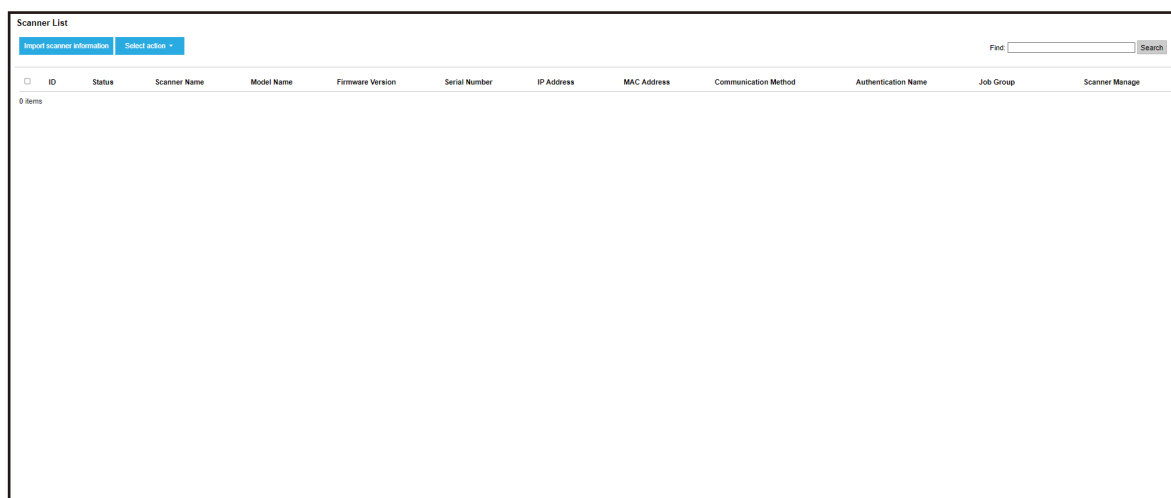 Scanner List
Import scanner information Select action
Find: Search
ID Status Scanner Name Model Name Firmware Version Serial Number IP Address MAC Address Communication Method Authentication Name Job Group Scanner Manage
0 items